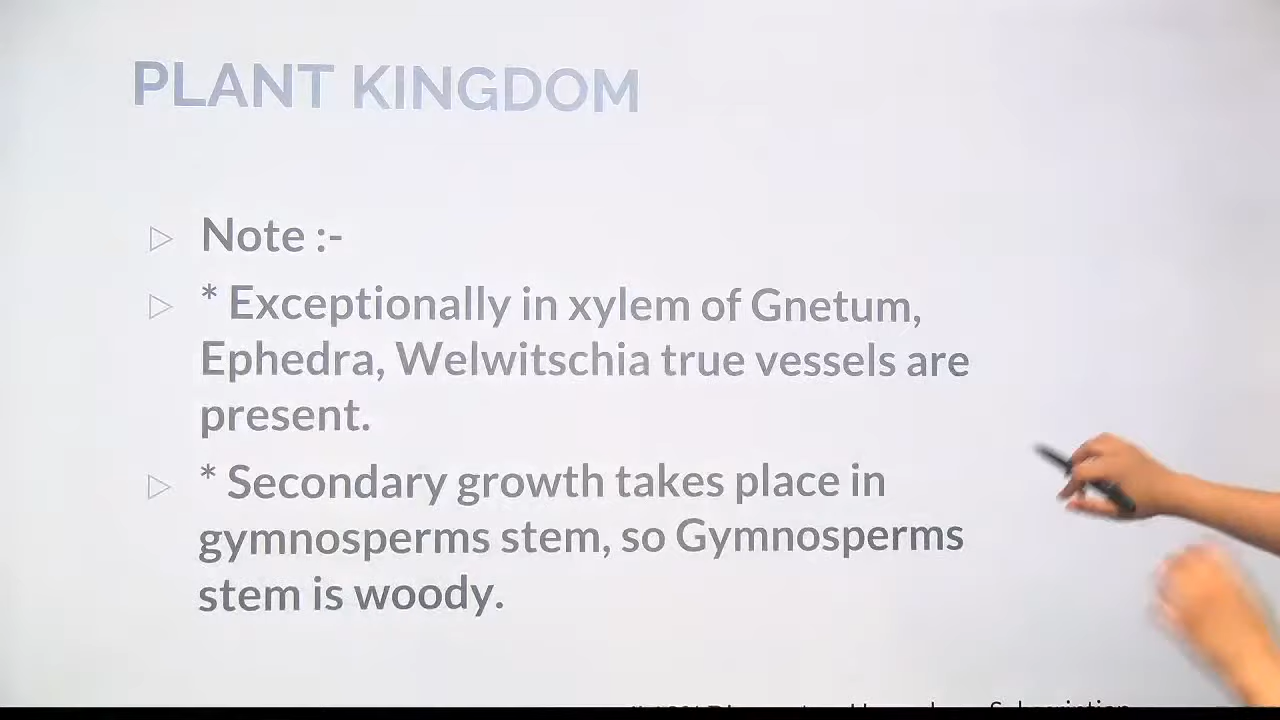 PLANT KINGDOM
Note :-
* Exceptionally in xylem of Gnetum,
Ephedra, Welwitschia true vessels are
present.
* Secondary growth takes place in
gymnosperms stem, so Gymnosperms
stem is woody.